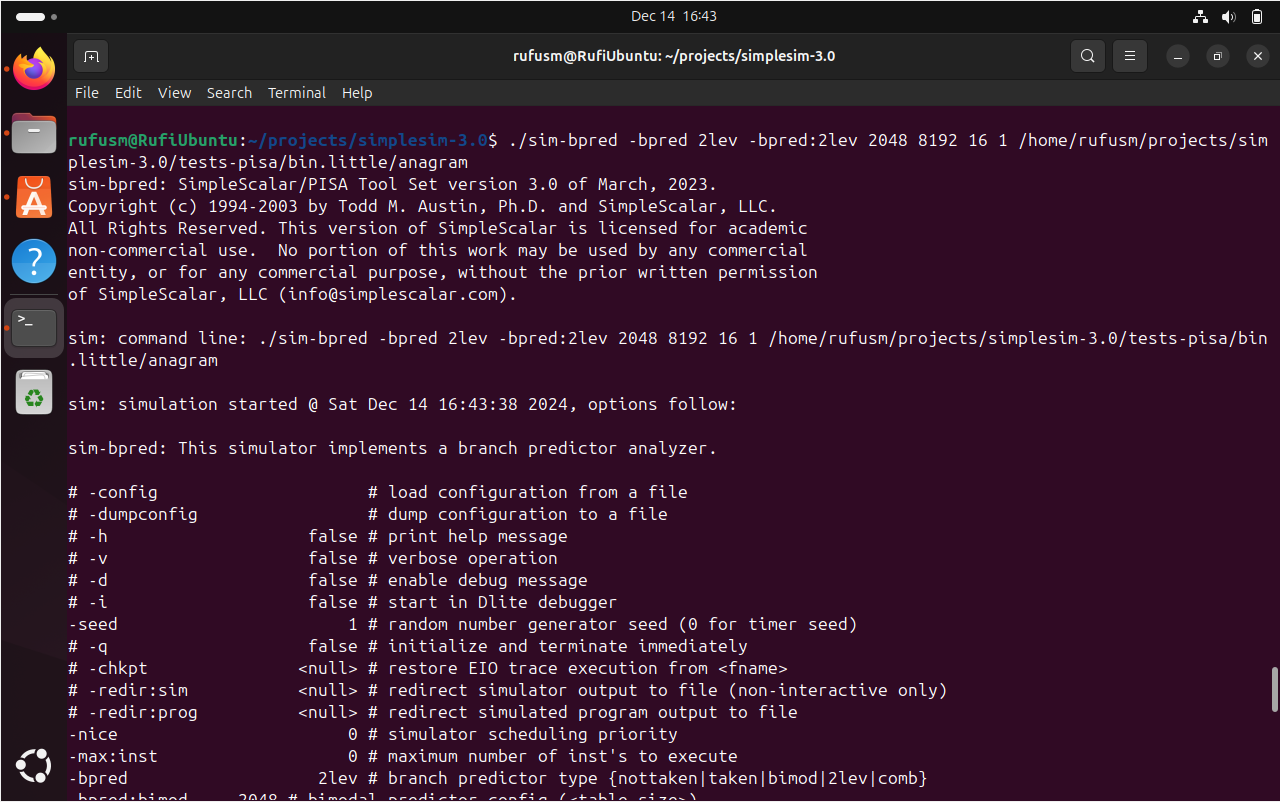 Dec 14 16:43
rufusm@RufiUbuntu: ~/projects/simplesim-3.0
File Edit View Search Terminal Help
rufusm@RufiUbuntu:~/projects/simplesim-3.0$ ./sim-bpred -bpred 2lev -bpred:2lev 2048 8192 16 1 /home/rufusm/projects/sim
plesim-3.0/tests-pisa/bin.little/anagram
sim-bpred: SimpleScalar/PISA Tool Set version 3.0 of March, 2023.
Copyright (c) 1994-2003 by Todd M. Austin, Ph.D. and SimpleScalar, LLC.
All Rights Reserved. This version of SimpleScalar is licensed for academic
non-commercial use.  No portion of this work may be used by any commercial
entity, or for any commercial purpose, without the prior written permission
of SimpleScalar, LLC (info@simplescalar.com).
sim: command line: ./sim-bpred -bpred 2lev -bpred:2lev 2048 8192 16 1 /home/rufusm/projects/simplesim-3.0/tests-pisa/bin
.little/anagram
sim: simulation started @ Sat Dec 14 16:43:38 2024, options follow:
sim-bpred: This simulator implements a branch predictor analyzer.
# -config                     # load configuration from a file
# -dumpconfig                 # dump configuration to a file
# -h                    false # print help message
# -v                    false # verbose operation
# -d                    false # enable debug message
# -i                    false # start in Dlite debugger
-seed                       1 # random number generator seed (0 for timer seed)
# -q                    false # initialize and terminate immediately
# -chkpt               <null> # restore EIO trace execution from <fname>
# -redir:sim           <null> # redirect simulator output to file (non-interactive only)
# -redir:prog          <null> # redirect simulated program output to file
-nice                       0 # simulator scheduling priority
-max:inst                   0 # maximum number of inst's to execute
-bpred                   2lev # branch predictor type {nottaken|taken|bimod|2lev|comb}
-bpred:bimod     2048 # bimodal predictor config (<table size>)